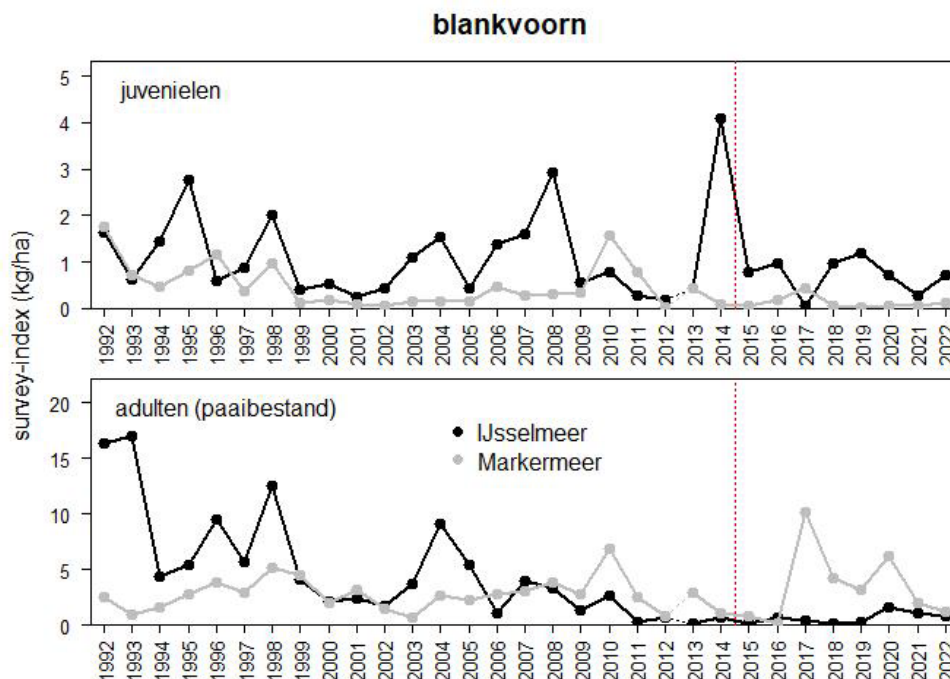 blankvoorn
survey-index (kg/ha)
juvenielen
5
4
3
2
1
0
1992 1993 1994 1995 1996 1997 1998 1999 2000 2001 2002 2003 2004 2005 2006 2007 2008 2009 2010 2011 2012 2013 2014 2015 2016 2017 2018 2019 2020 2021 2022
adulten (paaibestand)
IJsselmeer
Markermeer
20
15
10
5
0
1992 1993 1994 1995 1996 1997 1998 1999 2000 2001 2002 2003 2004 2005 2006 2007 2008 2009 2010 2011 2012 2013 2014 2015 2016 2017 2018 2019 2020 2021 2022